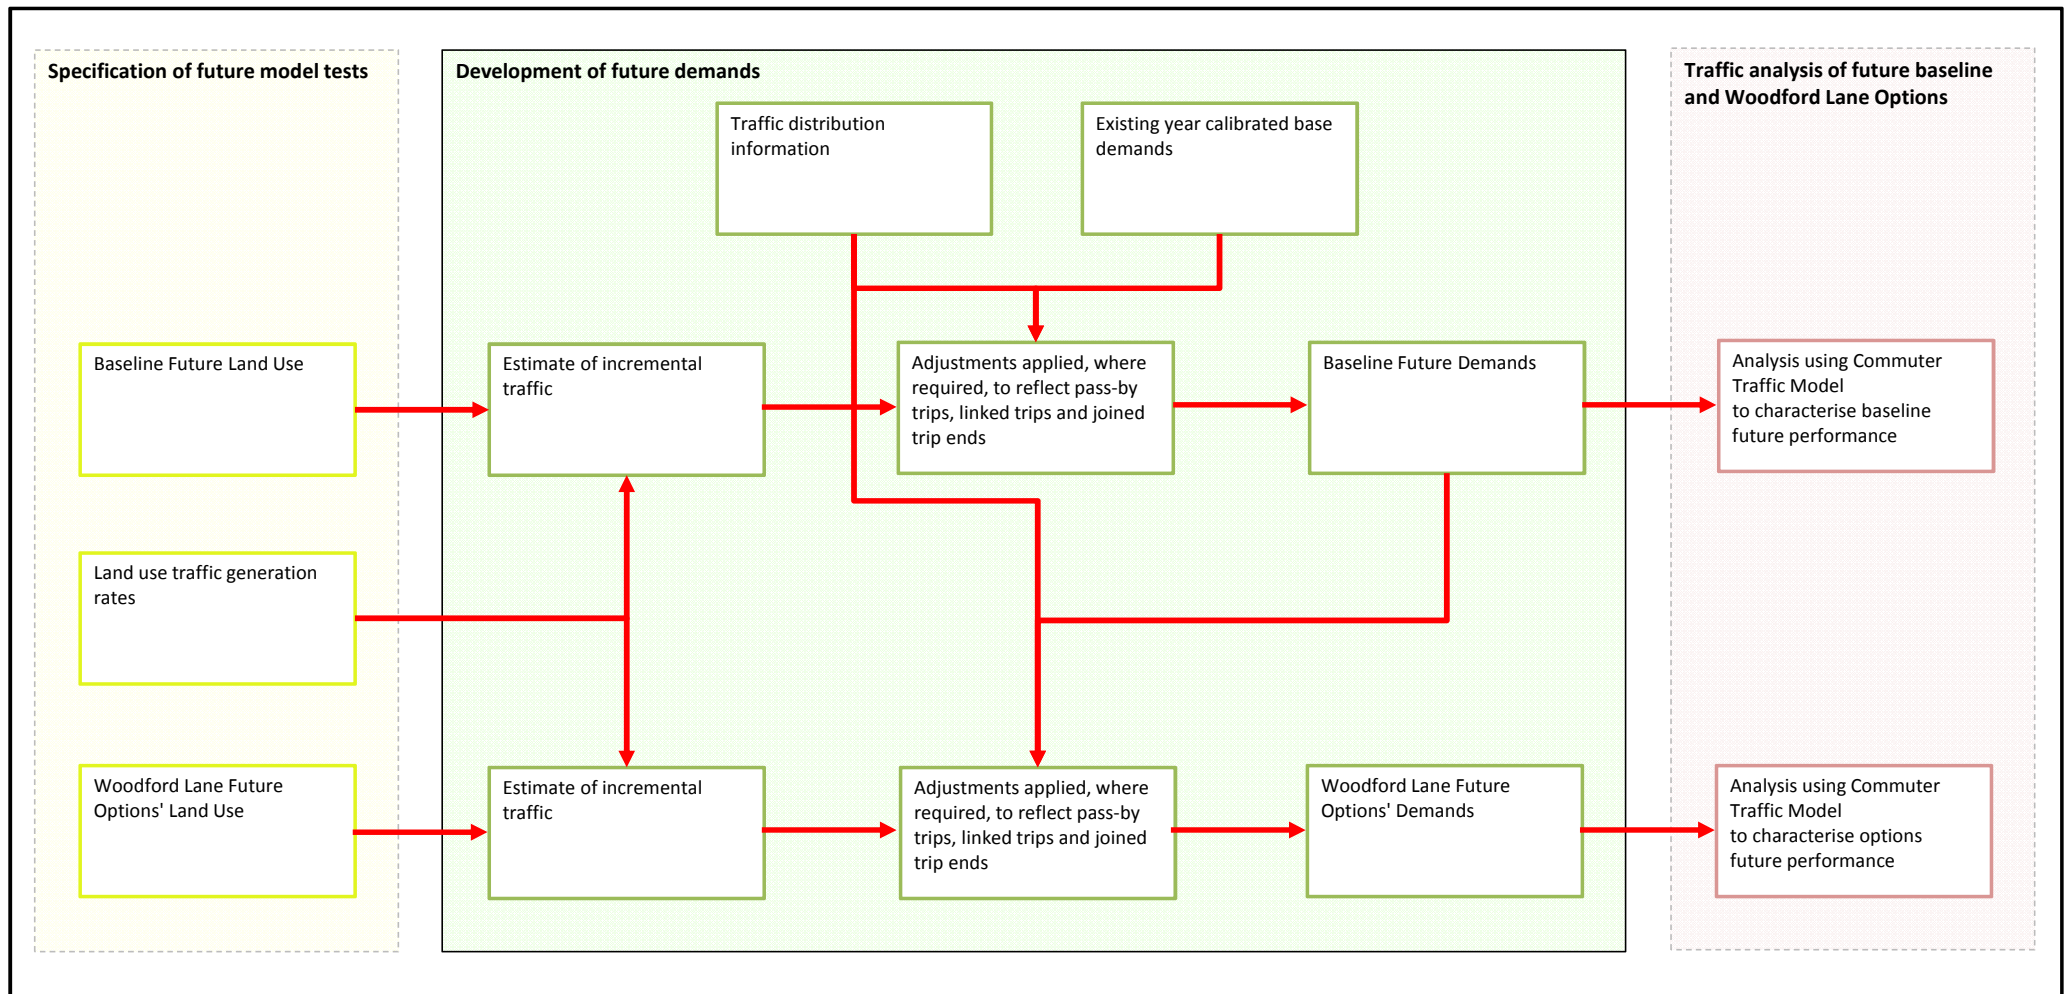 Specification of future model tests
Development of future demands
Traffic analysis of future baseline
and Woodford Lane Options
Traffic distribution
information
Existing year calibrated base
demands
Baseline Future Land Use
Estimate of incremental
traffic
Adjustments applied, where
required, to reflect pass-by
trips, linked trips and joined
trip ends
Baseline Future Demands
Analysis using Commuter
Traffic Model
to characterise baseline
future performance
Land use traffic generation
rates
Woodford Lane Future
Options' Land Use
Estimate of incremental
traffic
Adjustments applied, where
required, to reflect pass-by
trips, linked trips and joined
trip ends
Woodford Lane Future
Options' Demands
Analysis using Commuter
Traffic Model
to characterise options
future performance